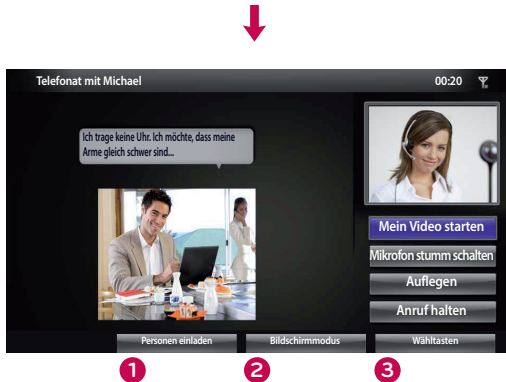 Telefonat mit Michael
00:20
Ich trage keine Uhr. Ich möchte, dass meine
Arme gleich schwer sind...
Mein Video starten
Mikrofon stumm schalten
Auflegen
Anruf halten
Personen einladen
Bildschirmmodus
Wähltasten
1
2
3